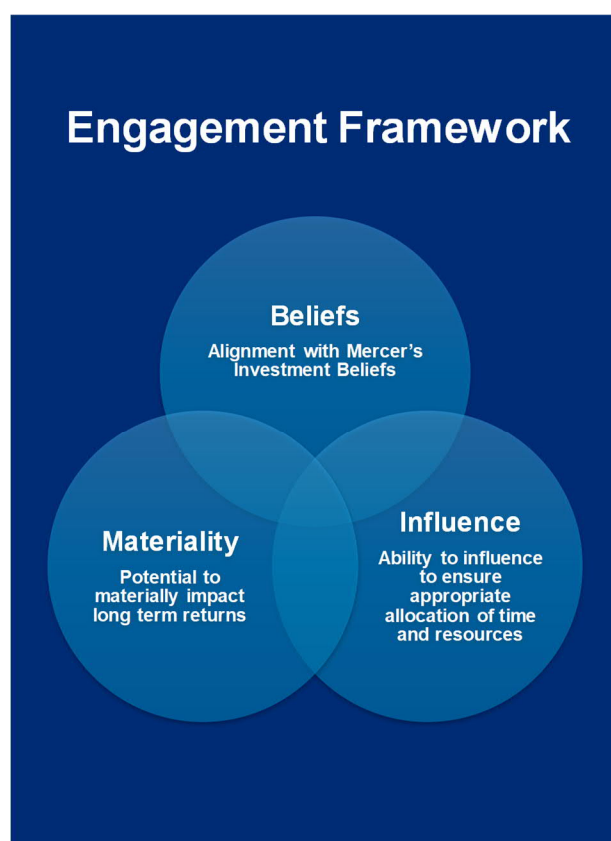 Engagement Framework
Beliefs
Alignment with Mercer's
Investment Beliefs
Materiality
Potential to
materially impact
long term returns
Influence
Ability to influence
to ensure
appropriate
allocation of time
and resources